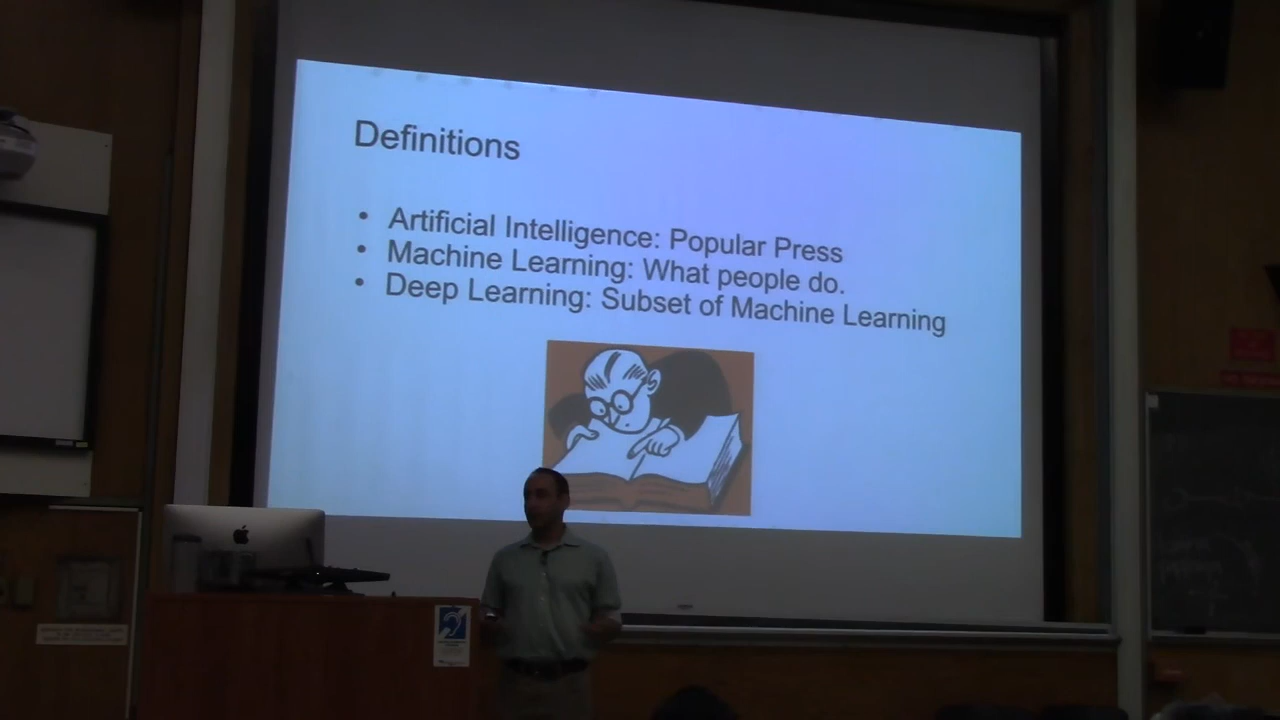 Definitions
• Artificial Intelligence: Popular Press
• Machine Learning: What people do.
• Deep Learning: Subset of Machine Learning